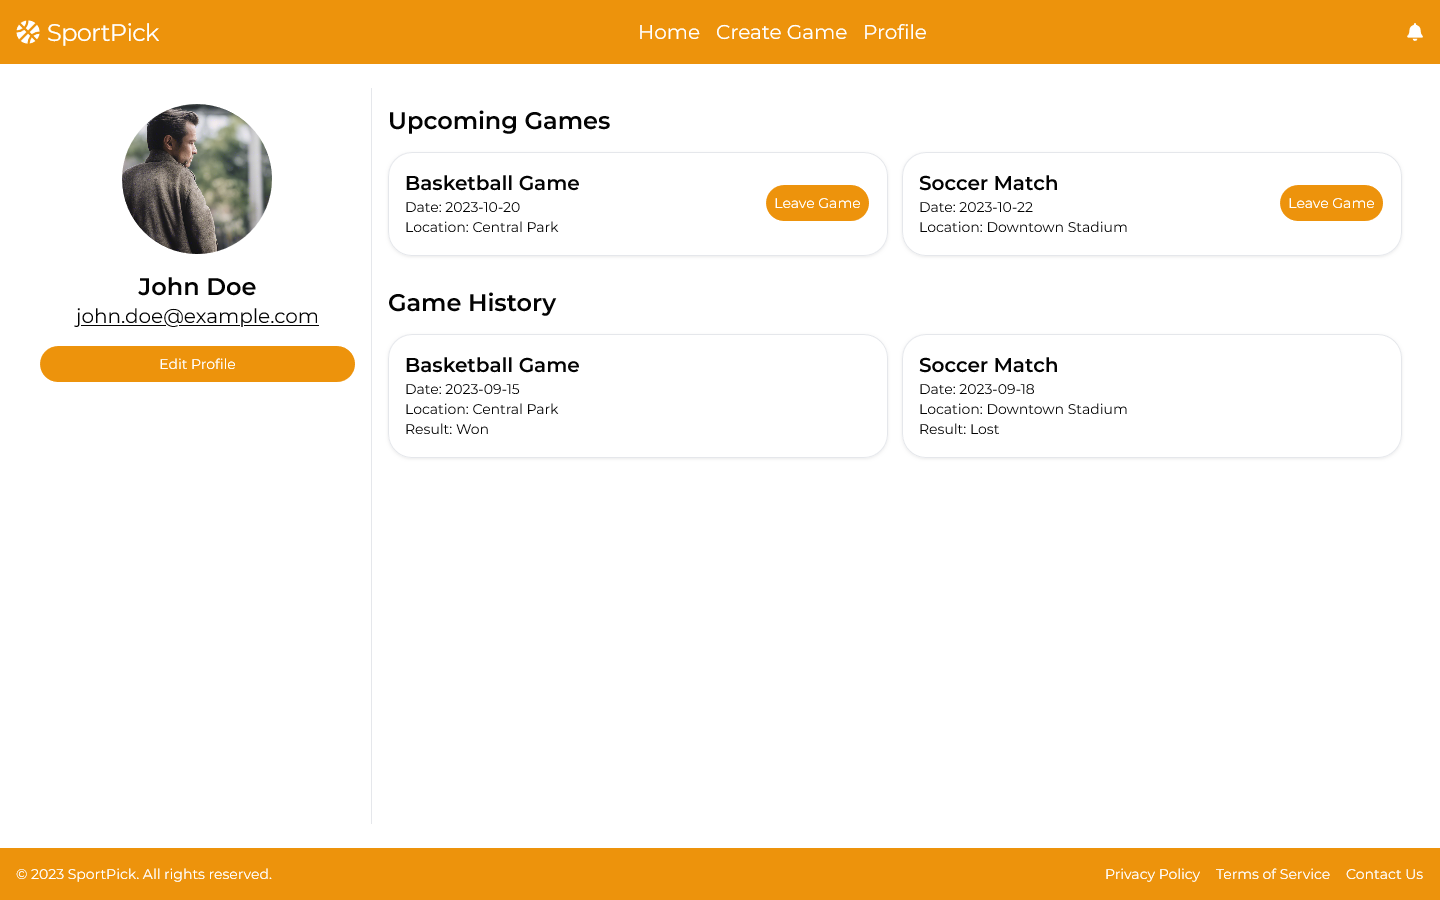 SportPick
Home Create Game Profile
John Doe
john.doe@example.com
Edit Profile
Upcoming Games
Basketball Game
Date: 2023-10-20
Location: Central Park
Leave Game
Soccer Match
Date: 2023-10-22
Location: Downtown Stadium
Leave Game
Game History
Basketball Game
Date: 2023-09-15
Location: Central Park
Result: Won
Soccer Match
Date: 2023-09-18
Location: Downtown Stadium
Result: Lost
© 2023 SportPick. All rights reserved.
Privacy Policy Terms of Service Contact Us